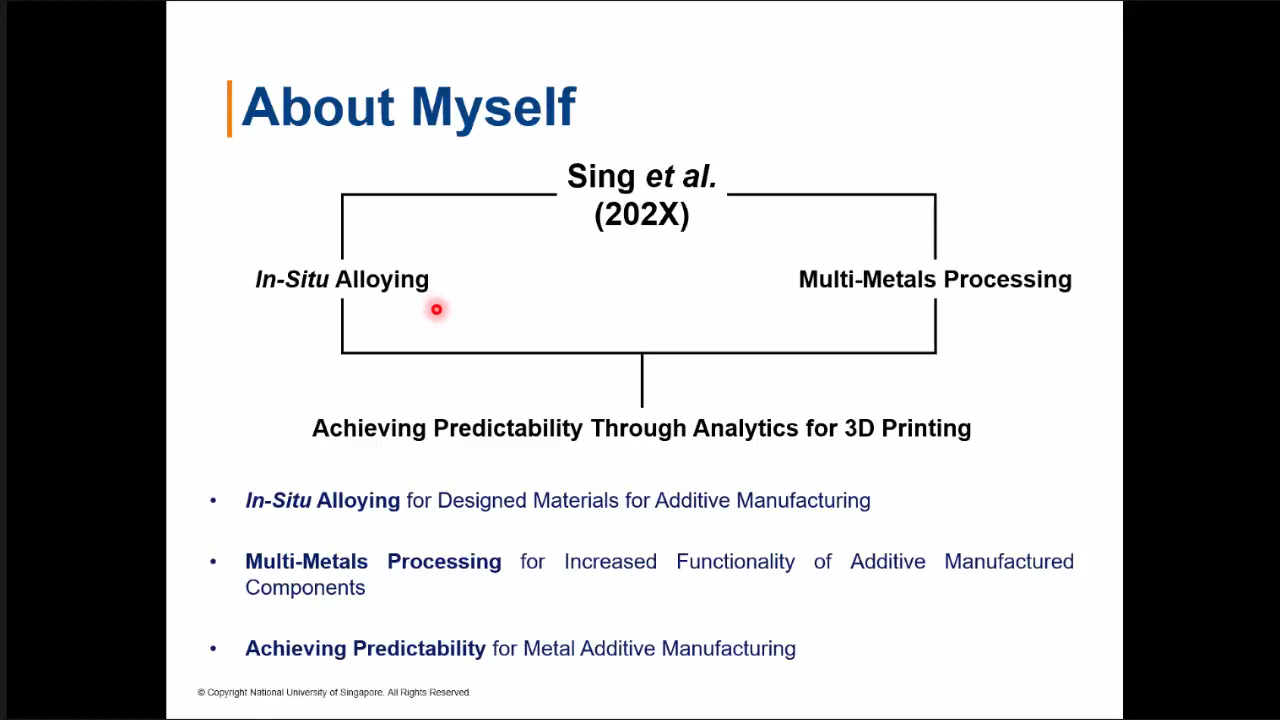 About Myself
Sing et al.
(202X)
In-Situ Alloying
Multi-Metals Processing
Achieving Predictability Through Analytics for 3D Printing
• In-Situ Alloying for Designed Materials for Additive Manufacturing
• Multi-Metals Processing for Increased Functionality of Additive Manufactured
Components
• Achieving Predictability for Metal Additive Manufacturing
© Copyright National University of Singapore. All Rights Reserved.